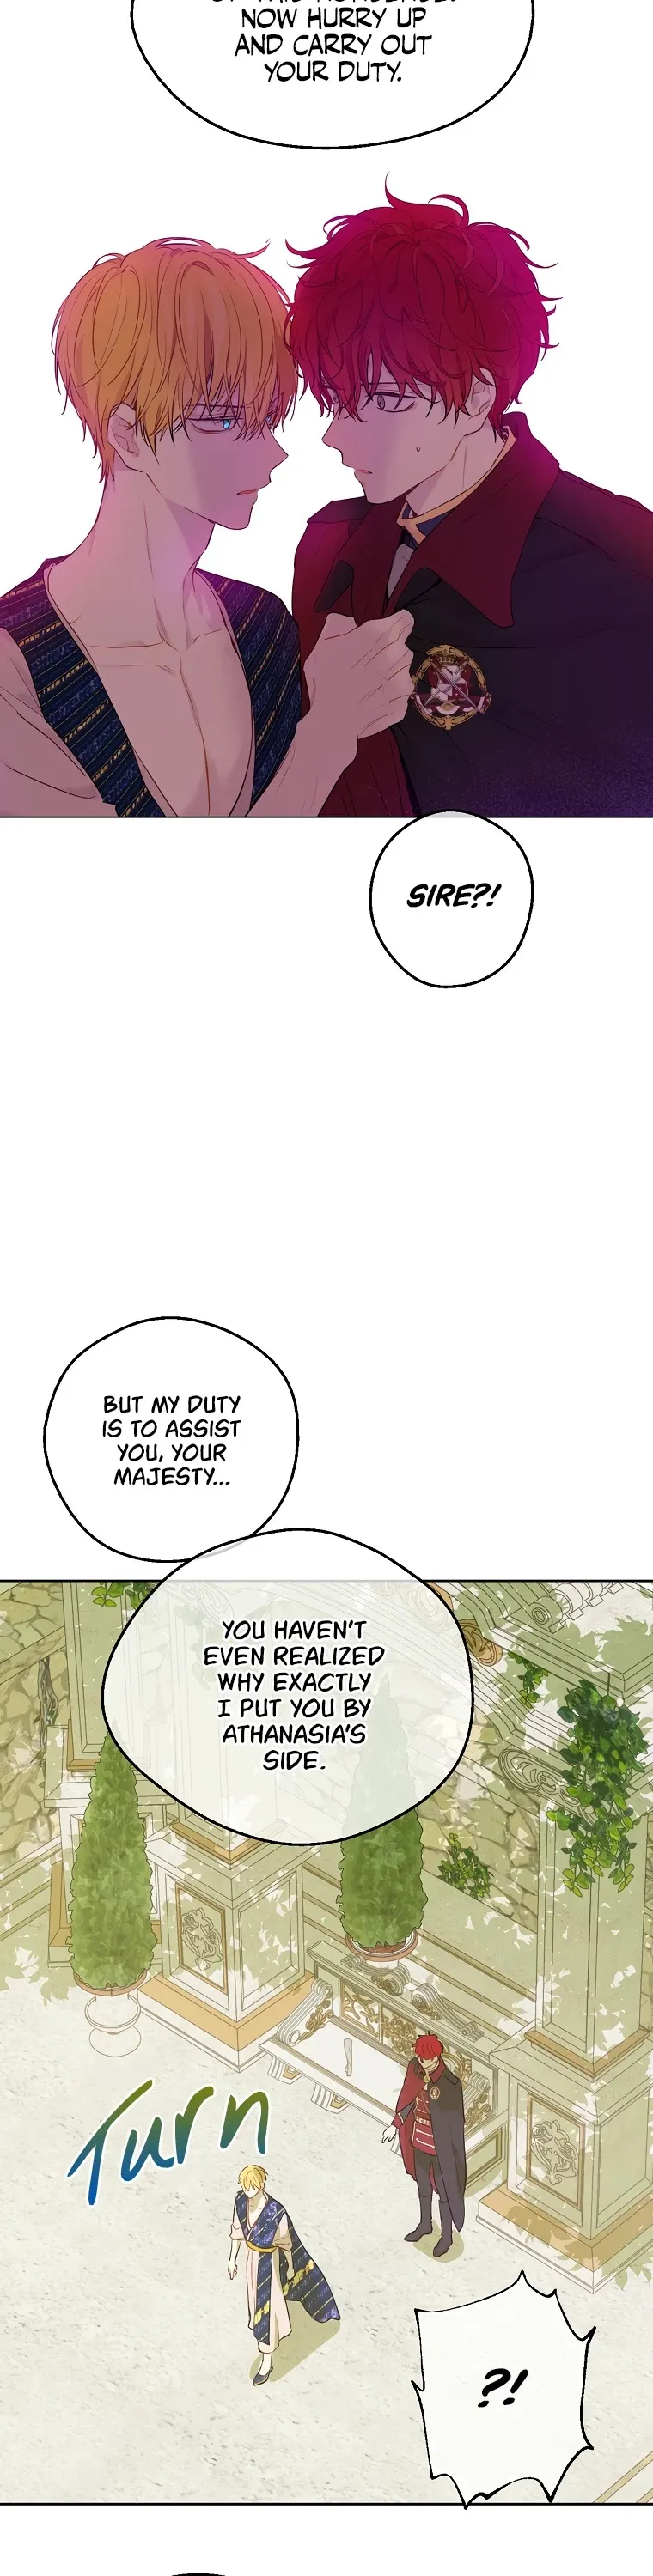 NOW HURRY UP
AND CARRY OUT
YOUR DUTY.
SIRE?!
BUT MY DUTY
IS TO ASSIST
YOU, YOUR
MAJESTY...
YOU HAVEN'T
EVEN REALIZED
WHY EXACTLY
I PUT YOU BY
ATHANASIA'S
SIDE.
Turn
?!